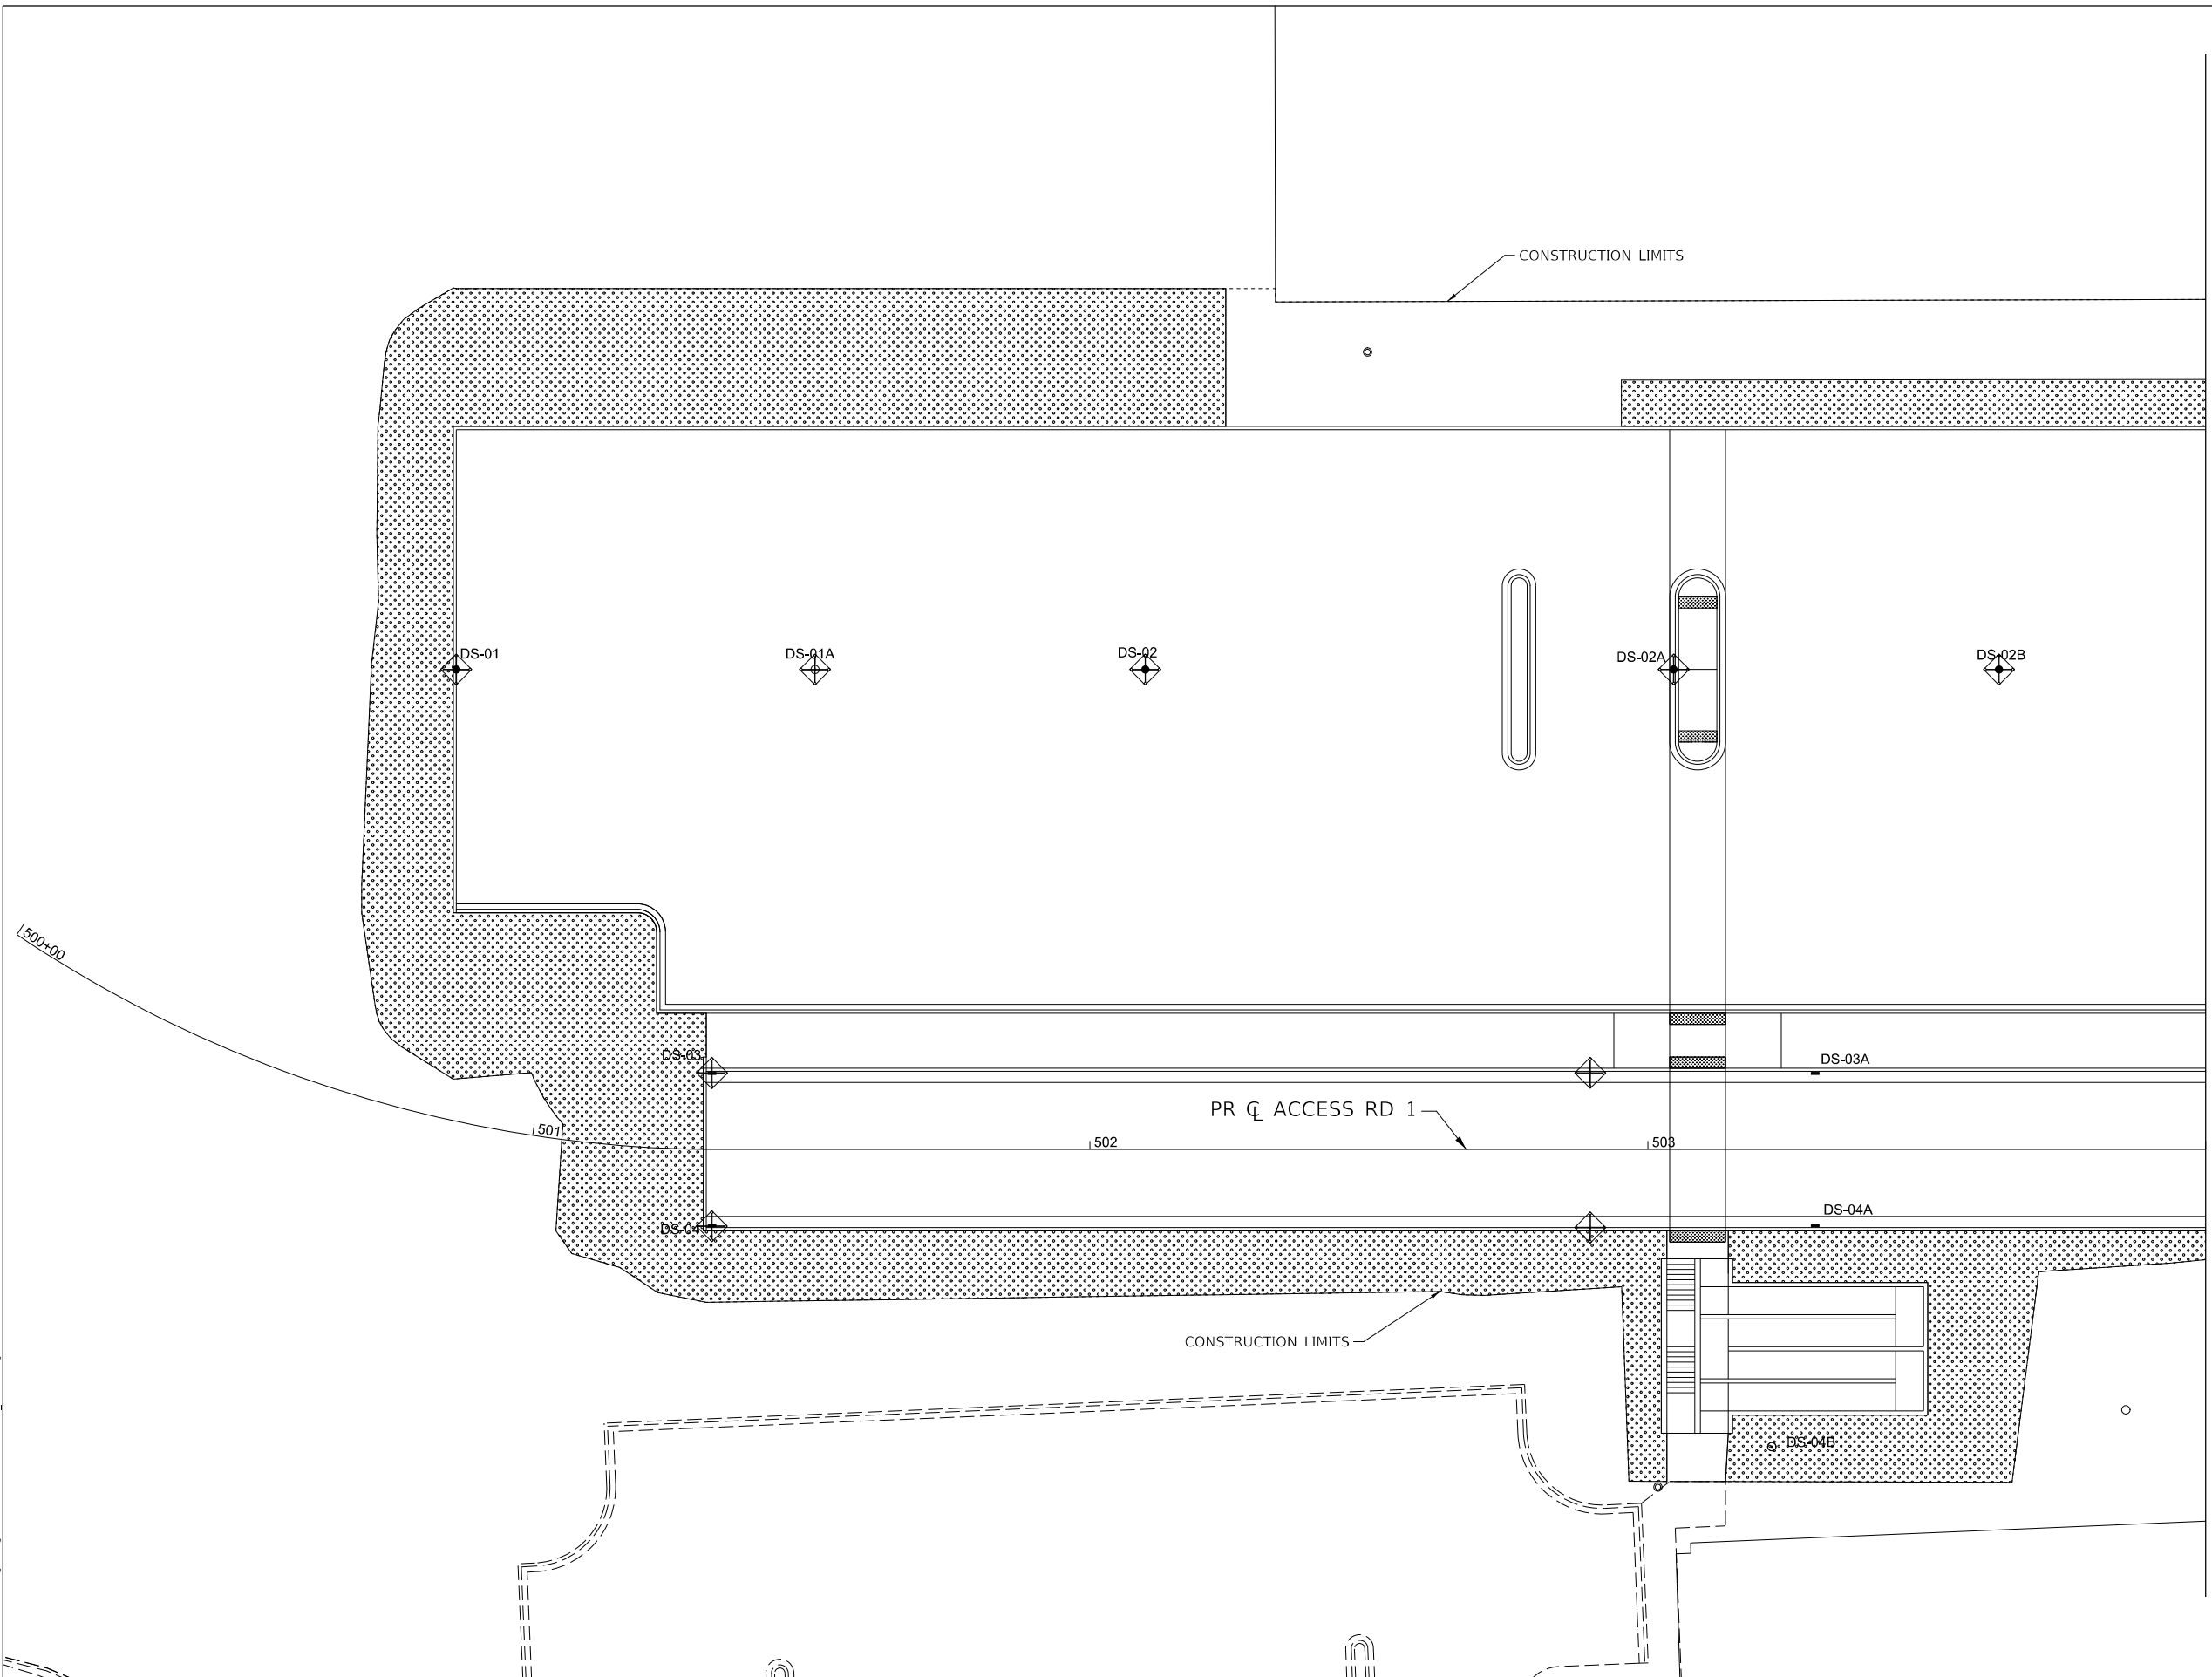 CONSTRUCTION LIMITS
DS-01
DS-01A
DS-02
DS-02A
DS-02B
500+00
DS-03
DS-03A
PR ℄ ACCESS RD 1
501
502
503
DS-04
DS-04A
CONSTRUCTION LIMITS
DS-04B